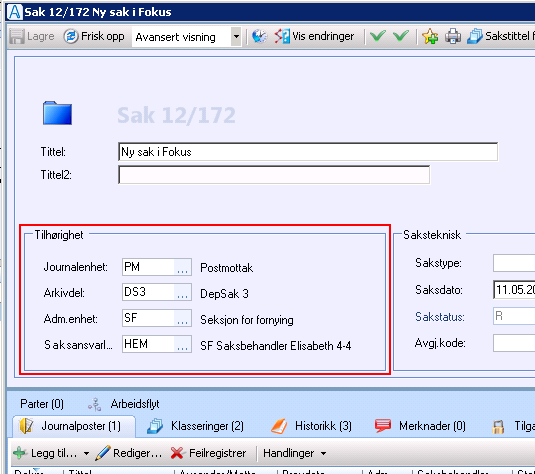 Sak 12/172 Ny sak i Fokus
Lagre Frisk opp Avansert visning Vis endringer Sakstittel f
Sak 12/172
Tittel: Ny sak i Fokus
Tittel2:
Tilhørighet Saksteknisk
Journalenhet: PM ... Postmottak Sakstype:
Arkivdel: DS3 ... DepSak 3 Saksdato: 11.05.20
Adm.enhet: SF ... Seksjon for fornying Saksstatus: R
Saksansvarl... HEM ... SF Saksbehandler Elisabeth 4-4 Avgj.kode:
Parter (0) Arbeidsflyt
Journalposter (1) Klasseringer (2) Historikk (3) Merknader (0) Tilga
Legg til... Rediger... Feilregistrer Handlinger